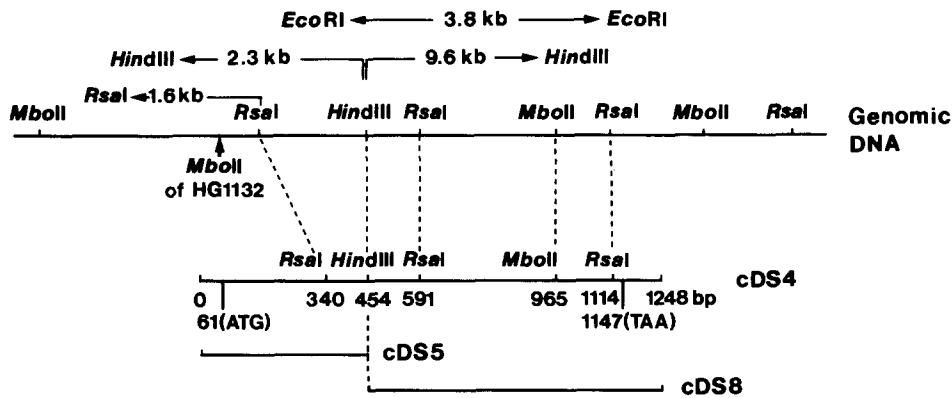 EcoRI 3.8 kb EcoRI
HindIII 2.3 kb 9.6 kb HindIII
RsaI 1.6 kb
MboII RsaI HindIII RsaI MboII RsaI MboII RsaI Genomic DNA
MboII
of HG1132
RsaI HindIII RsaI MboII RsaI cDS4
0 340 454 591 965 1114 1248 bp
61(ATG) 1147(TAA)
cDS5
cDS8